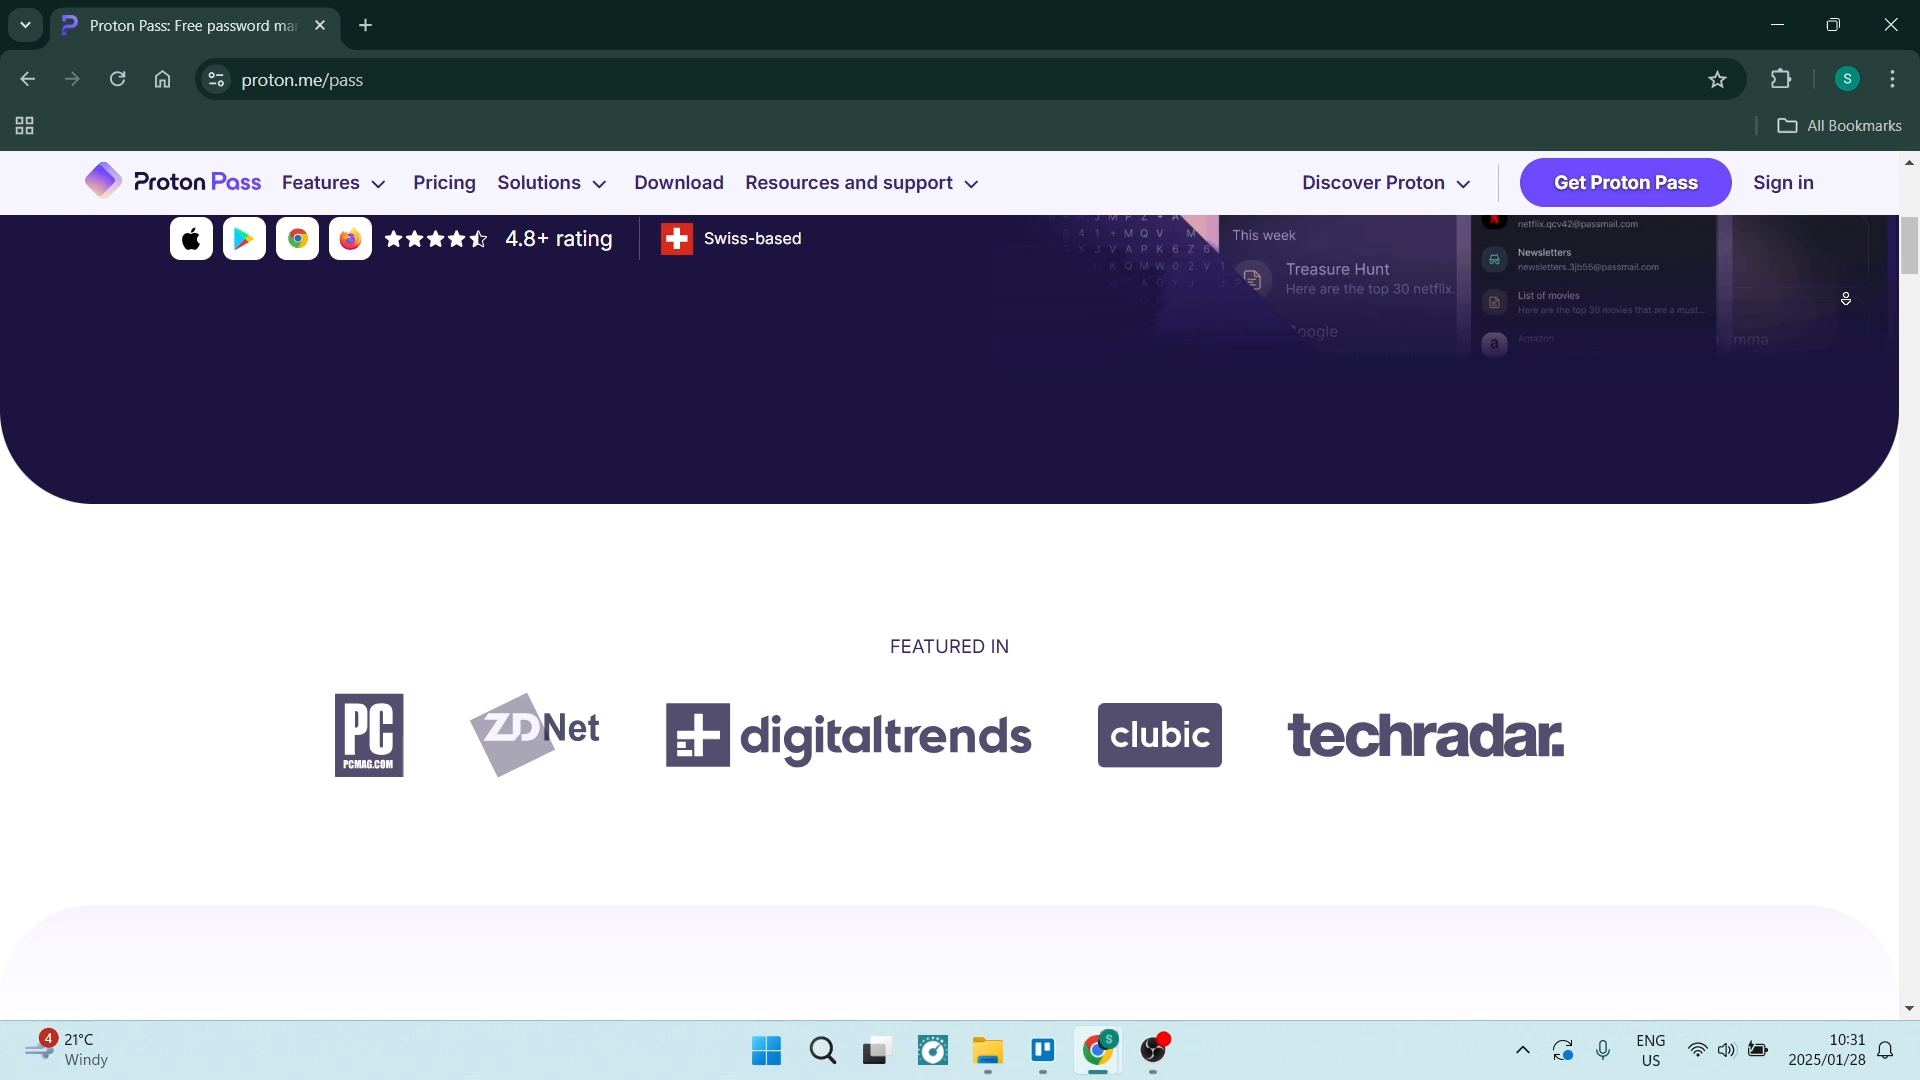 Proton Pass: Free password mar
proton.me/pass
S
All Bookmarks
Proton Pass
Features
Pricing
Solutions
Download
Resources and support
Discover Proton
Get Proton Pass
Sign in
4.8+ rating
Swiss-based
This week
Treasure Hunt
Here are the top 30 netflix.
Google
netflix.qcv42@passmail.com
Newsletters
newsletters.3jb55@passmail.com
List of movies
Here are the top 30 movies that are a must...
a
Amazon
FEATURED IN
PC
PCMAG.COM
ZDNet
digitaltrends
clubic
techradar.
4
21°C
Windy
S
ENG
US
10:31
2025/01/28